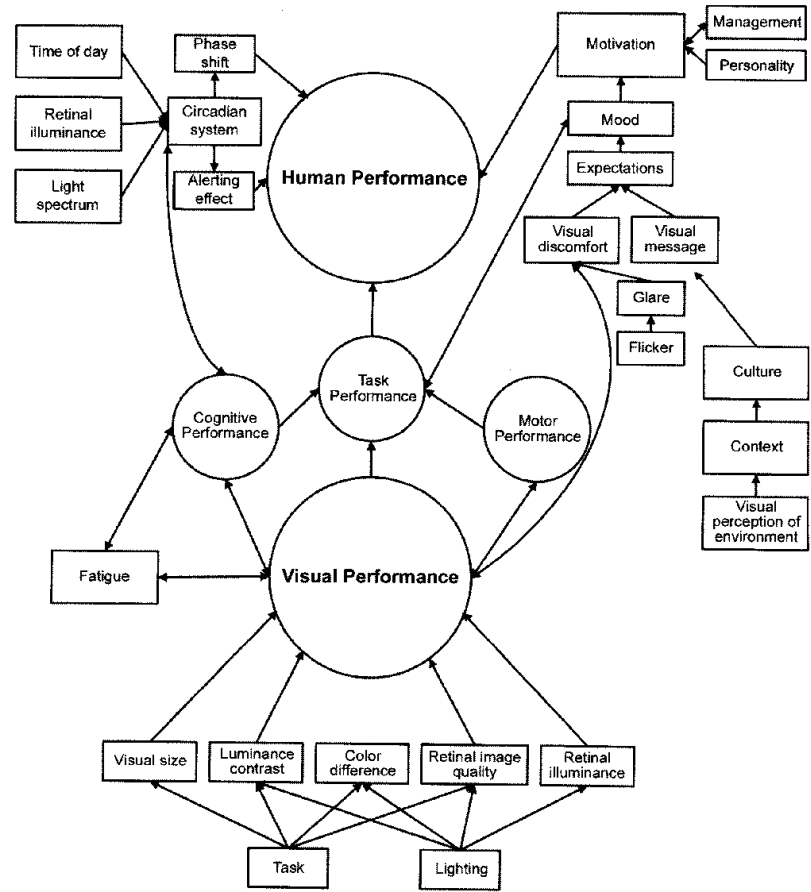 Time of day
Phase
shift
Motivation
Management
Personality
Retinal
illuminance
Circadian
system
Mood
Human Performance
Expectations
Light
spectrum
Alerting
effect
Visual
discomfort
Visual
message
Glare
Flicker
Task
Performance
Culture
Cognitive
Performance
Motor
Performance
Context
Visual
perception of
environment
Fatigue
Visual Performance
Visual size
Luminance
contrast
Color
difference
Retinal image
quality
Retinal
illuminance
Task
Lighting